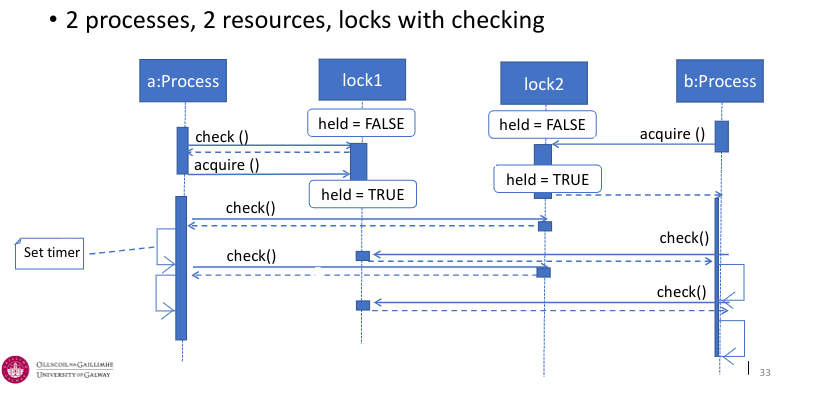 • 2 processes, 2 resources, locks with checking
a:Process
lock1
lock2
b:Process
held = FALSE
held = FALSE
check ()
acquire ()
acquire ()
held = TRUE
held = TRUE
check()
check()
Set timer
check()
check()
OLLSCOIL NA GAILLIMHE
UNIVERSITY OF GALWAY
33